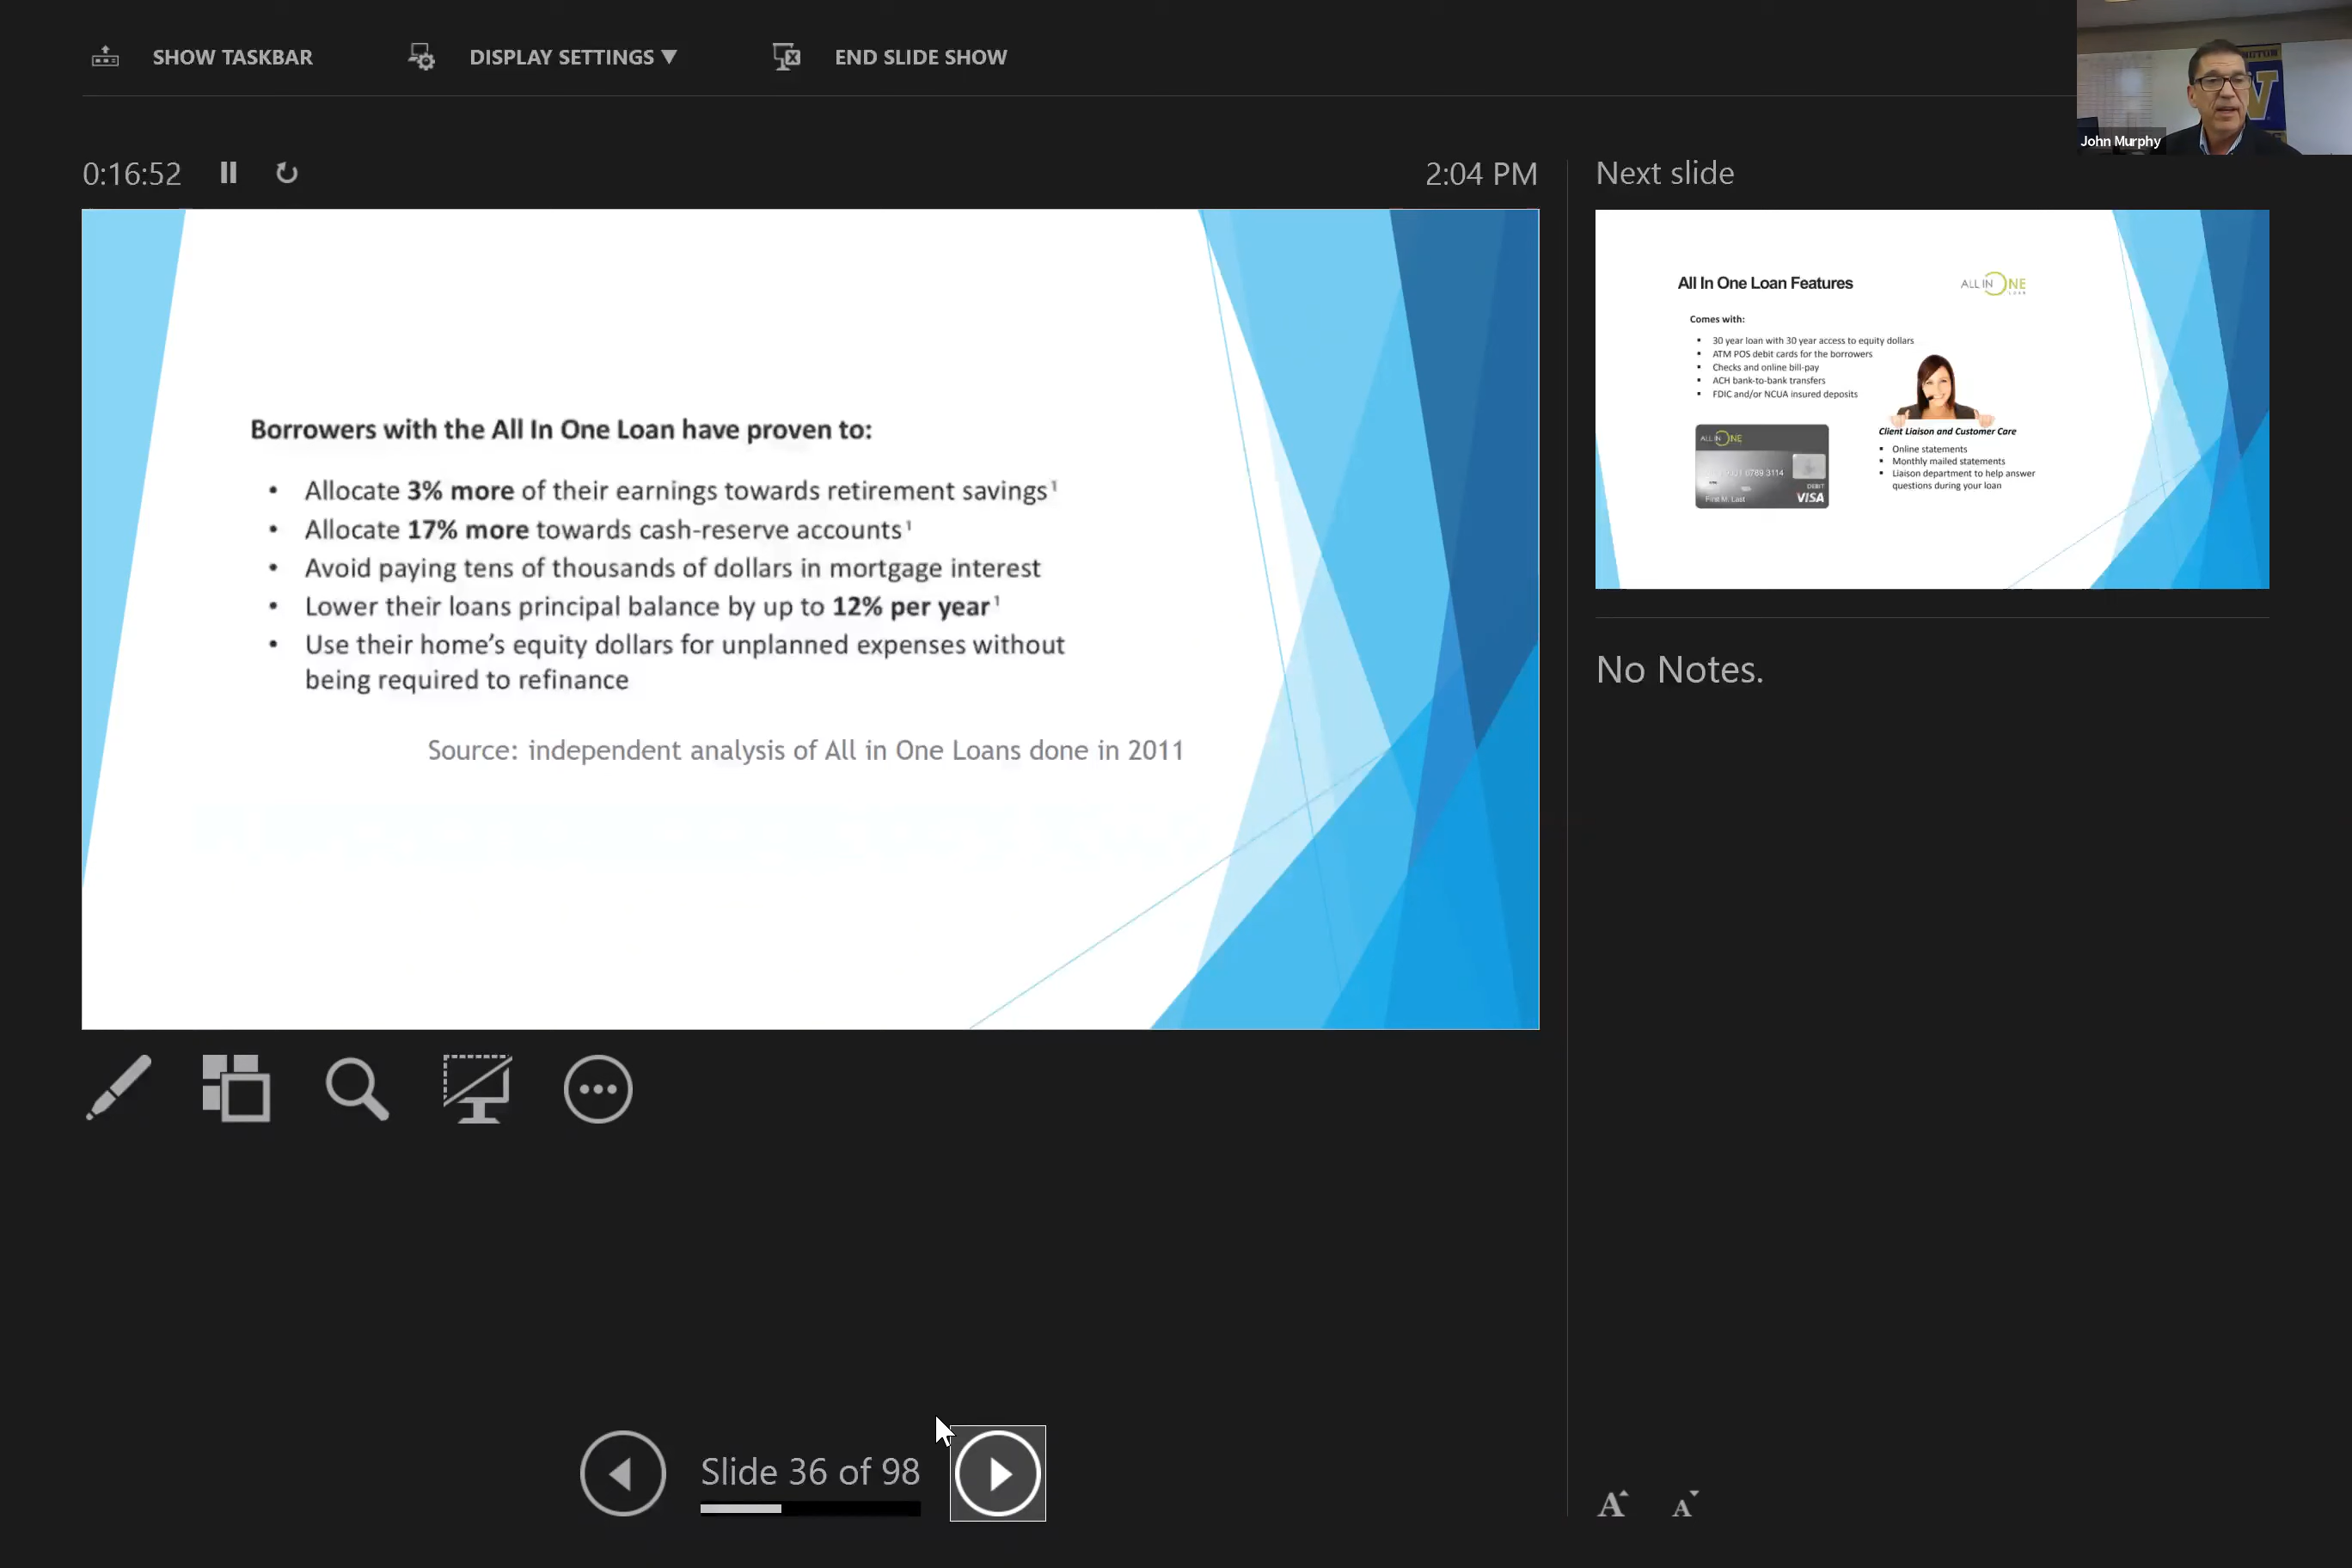 SHOW TASKBAR
DISPLAY SETTINGS ▼
END SLIDE SHOW
John Murphy
0:16:52
2:04 PM
Borrowers with the All In One Loan have proven to:
• Allocate 3% more of their earnings towards retirement savings¹
• Allocate 17% more towards cash-reserve accounts¹
• Avoid paying tens of thousands of dollars in mortgage interest
• Lower their loans principal balance by up to 12% per year¹
• Use their home's equity dollars for unplanned expenses without
being required to refinance
Source: independent analysis of All in One Loans done in 2011
Slide 36 of 98
Next slide
All In One Loan Features
ALL IN ONE
LOAN
Comes with:
▪ 30 year loan with 30 year access to equity dollars
▪ ATM POS debit cards for the borrowers
▪ Checks and online bill-pay
▪ ACH bank-to-bank transfers
▪ FDIC and/or NCUA insured deposits
ALL IN ONE
6789 3114
DEBIT
First M. Last
VISA
Client Liaison and Customer Care
▪ Online statements
▪ Monthly mailed statements
▪ Liaison department to help answer
questions during your loan
No Notes.
A A